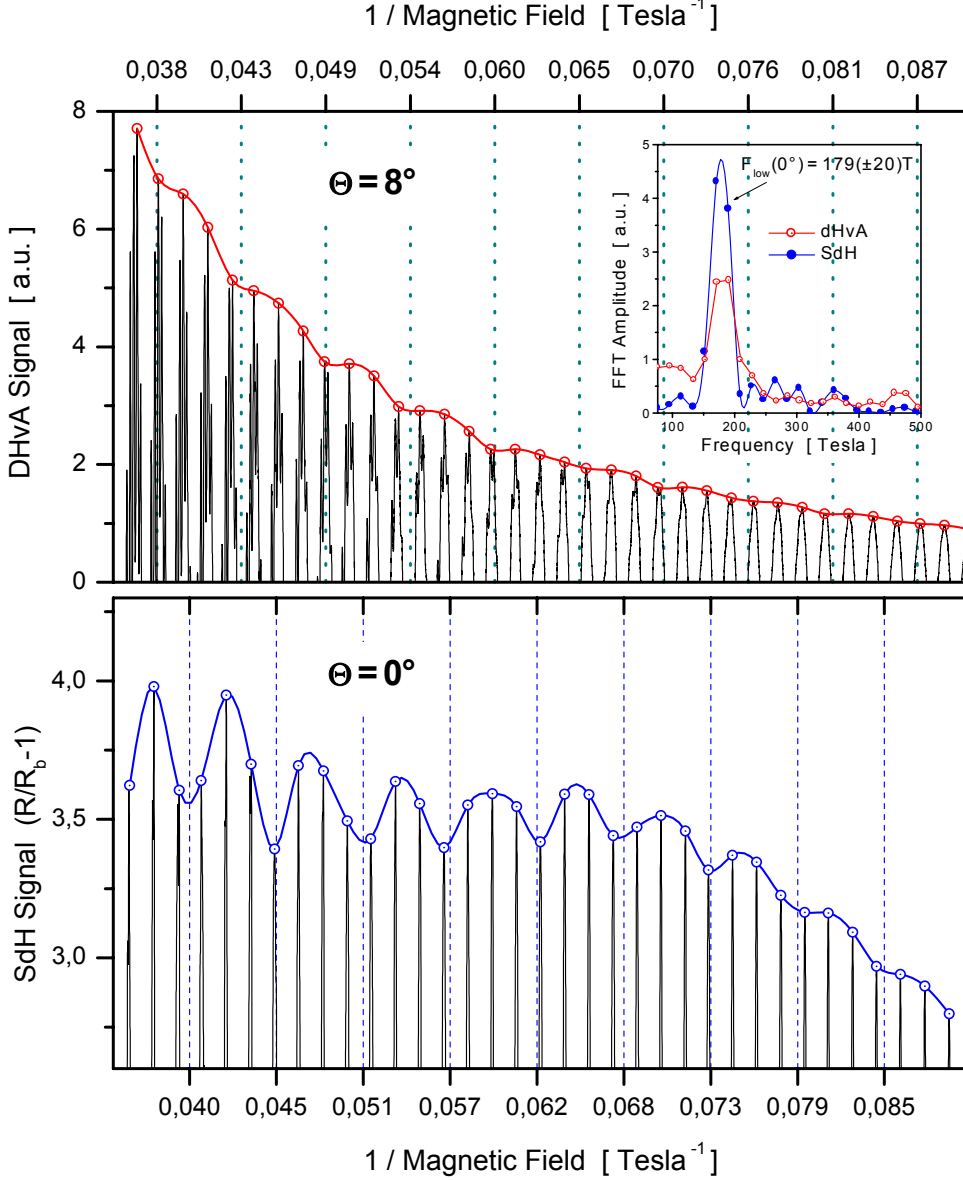 1 / Magnetic Field [ Tesla⁻¹ ]
0,038 0,043 0,049 0,054 0,060 0,065 0,070 0,076 0,081 0,087
8
6
4
2
0
DHvA Signal [ a.u. ]
Θ = 8°
5
4
3
2
1
0
FFT Amplitude [ a.u. ]
F_low(0°) = 179(±20)T
dHvA
SdH
100 200 300 400 500
Frequency [ Tesla ]
4,0
3,5
3,0
SdH Signal (R/R_b-1)
Θ = 0°
0,040 0,045 0,051 0,057 0,062 0,068 0,073 0,079 0,085
1 / Magnetic Field [ Tesla⁻¹ ]